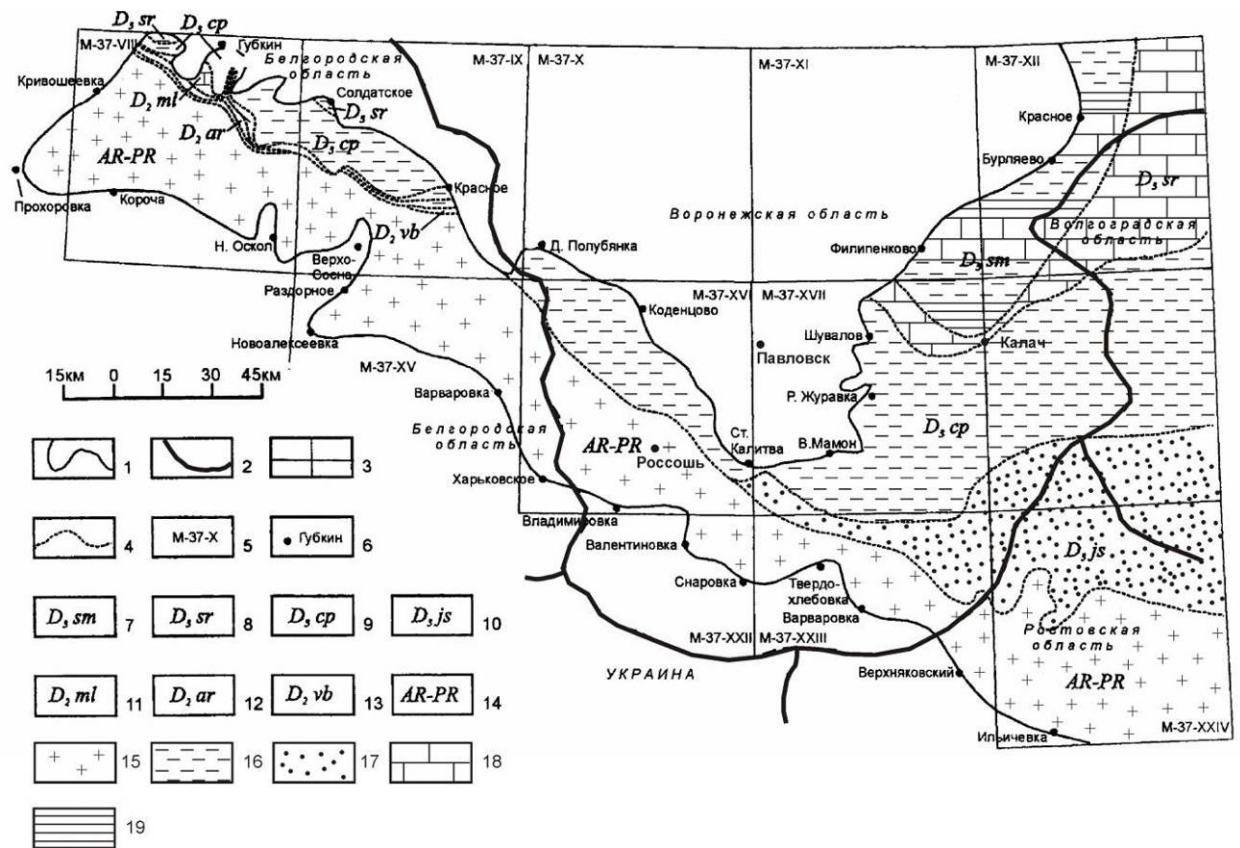 D₃ sr
D₃ cp
М-37-VIII
Губкин
Белгородская
область
М-37-IX
М-37-X
М-37-XI
М-37-XII
Кривошеевка
D₂ ml
Солдатское
D₃ sr
Красное
D₂ ar
D₃ cp
Бурляево
AR-PR
Красное
D₃ sr
Прохоровка
Короча
D₂ vb
Воронежская область
Волгоградская
область
Н. Оскол
Верхо-
Сосна
Д. Полубянка
Филипенково
D₃ sm
Раздорное
М-37-XVI
М-37-XVII
Коденцово
Новоалексеевка
Шувалов
Павловск
Калач
М-37-XV
15км 0 15 30 45км
Варваровка
Р. Журавка
Белгородская
область
AR-PR
Россошь
Ст.
Калитва
В.Мамон
D₃ cp
1
2
3
Харьковское
Владимировка
4
М-37-X 5
Губкин 6
Валентиновка
D₃ js
Снаровка
Твердо-
хлебовка
Варваровка
D₃ sm 7
D₃ sr 8
D₃ cp 9
D₃ js 10
М-37-XXII
М-37-XXIII
Ростовская
область
УКРАИНА
Верхняковский
AR-PR
D₂ ml 11
D₂ ar 12
D₂ vb 13
AR-PR 14
Ильичевка
М-37-XXIV
15
16
17
18
19